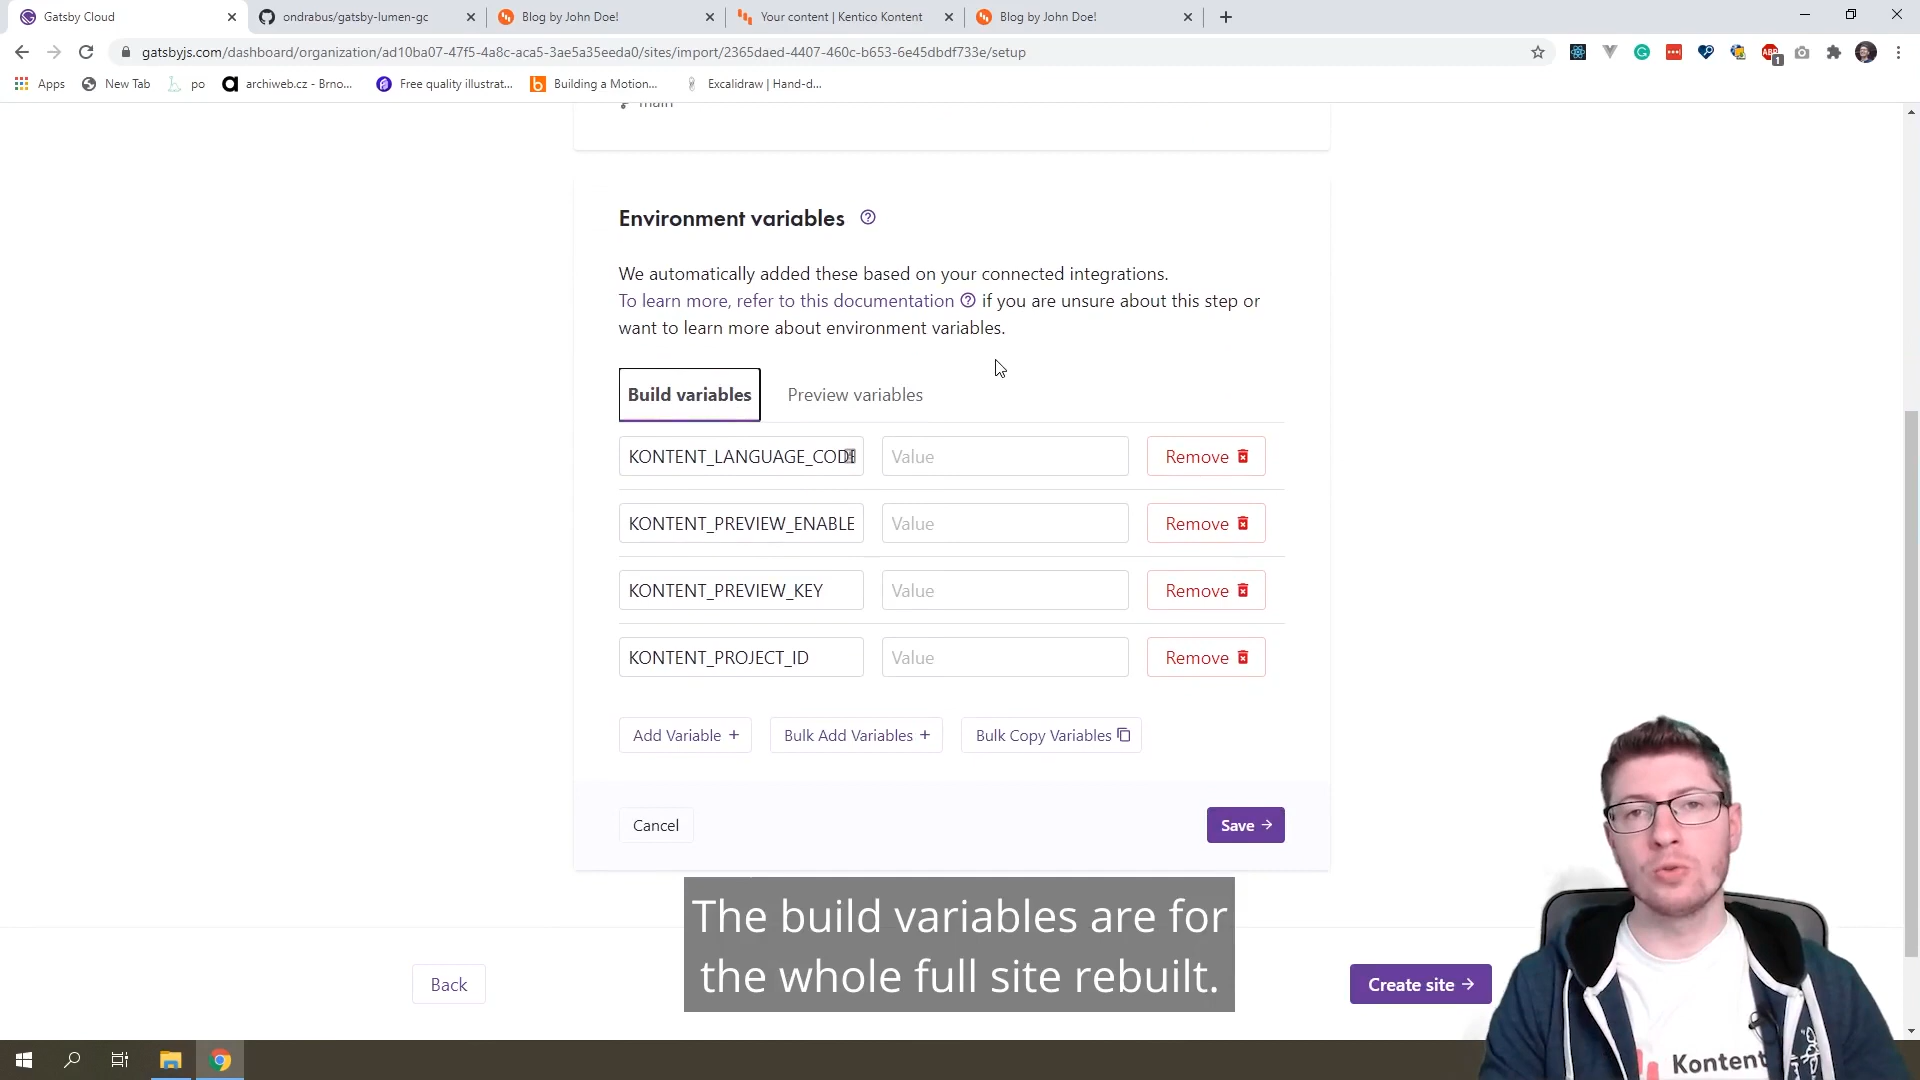 Gatsby Cloud
ondrabus/gatsby-lumen-gc
Blog by John Doe!
Your content | Kentico Kontent
Blog by John Doe!
gatsbyjs.com/dashboard/organization/ad10ba07-47f5-4a8c-aca5-3ae5a35eeda0/sites/import/2365daed-4407-460c-b653-6e45dbdf733e/setup
ABP
1
Apps
New Tab
po
archiweb.cz - Brno...
Free quality illustrat...
Building a Motion...
Excalidraw | Hand-d...
main
Environment variables
We automatically added these based on your connected integrations.
To learn more, refer to this documentation if you are unsure about this step or
want to learn more about environment variables.
Build variables
Preview variables
KONTENT_LANGUAGE_CODE Value Remove
KONTENT_PREVIEW_ENABLE Value Remove
KONTENT_PREVIEW_KEY Value Remove
KONTENT_PROJECT_ID Value Remove
Add Variable +
Bulk Add Variables +
Bulk Copy Variables
Cancel
Save →
The build variables are for
the whole full site rebuilt.
Back
Create site →
Kontent